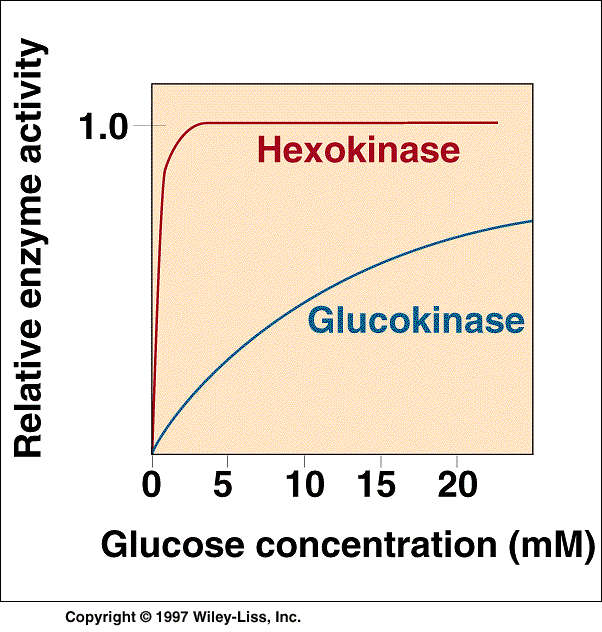 Relative enzyme activity
1.0
Hexokinase
Glucokinase
0 5 10 15 20
Glucose concentration (mM)
Copyright © 1997 Wiley-Liss, Inc.